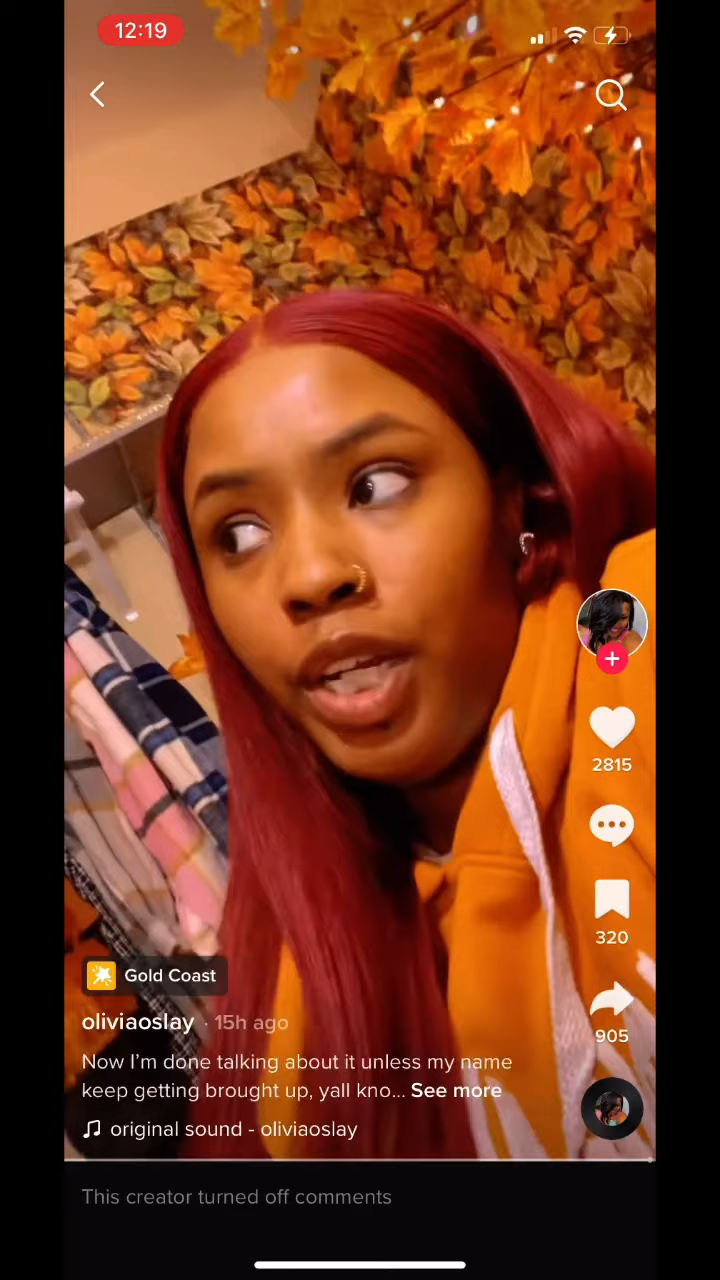 12:19
2815
320
905
Gold Coast
oliviaoslay · 15h ago
Now I'm done talking about it unless my name
keep getting brought up, yall kno... See more
original sound - oliviaoslay
This creator turned off comments